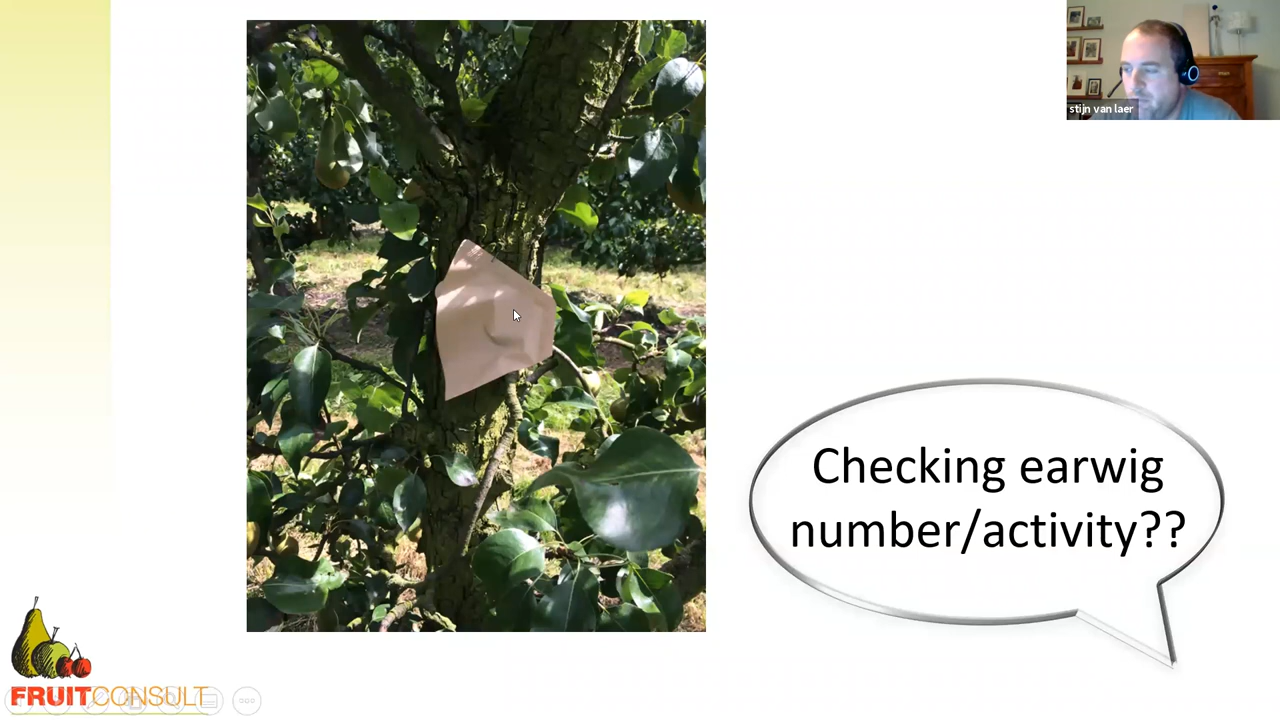 stijn van laer
Checking earwig
number/activity??
FRUITCONSULT